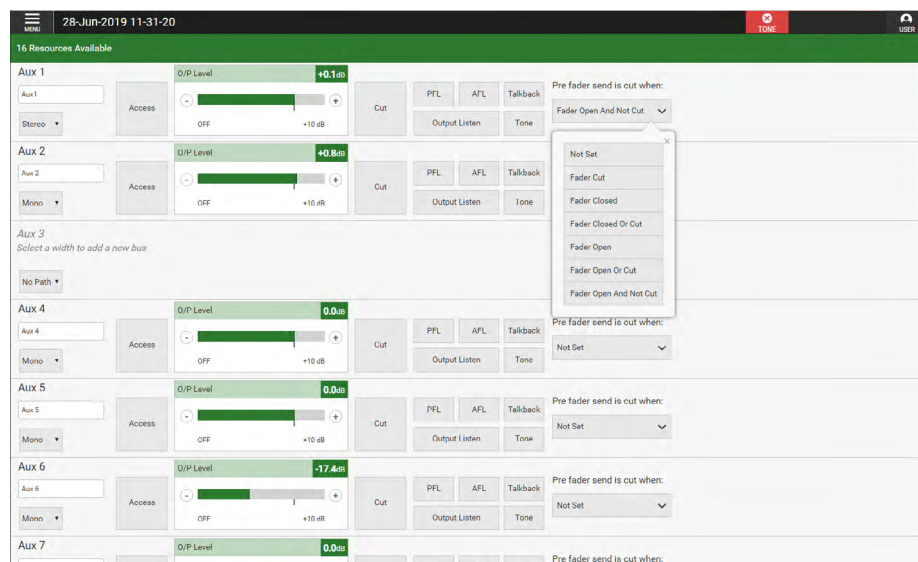 MENU
28-Jun-2019 11-31-20
TONE
USER
16 Resources Available
Aux 1
Aux1
Stereo
Access
O/P Level
+0.1dB
-
+
OFF
+10 dB
Cut
PFL
AFL
Talkback
Output Listen
Tone
Pre fader send is cut when:
Fader Open And Not Cut
×
Not Set
Fader Cut
Fader Closed
Fader Closed Or Cut
Fader Open
Fader Open Or Cut
Fader Open And Not Cut
Aux 2
Aux 2
Mono
Access
O/P Level
+0.8dB
-
+
OFF
+10 dB
Cut
PFL
AFL
Talkback
Output Listen
Tone
Aux 3
Select a width to add a new bus
No Path
Aux 4
Aux 4
Mono
Access
O/P Level
0.0dB
-
+
OFF
+10 dB
Cut
PFL
AFL
Talkback
Output Listen
Tone
Pre fader send is cut when:
Not Set
Aux 5
Aux 5
Mono
Access
O/P Level
0.0dB
-
+
OFF
+10 dB
Cut
PFL
AFL
Talkback
Output Listen
Tone
Pre fader send is cut when:
Not Set
Aux 6
Aux 6
Mono
Access
O/P Level
-17.4dB
-
+
OFF
+10 dB
Cut
PFL
AFL
Talkback
Output Listen
Tone
Pre fader send is cut when:
Not Set
Aux 7
O/P Level
0.0dB
Pre fader send is cut when: